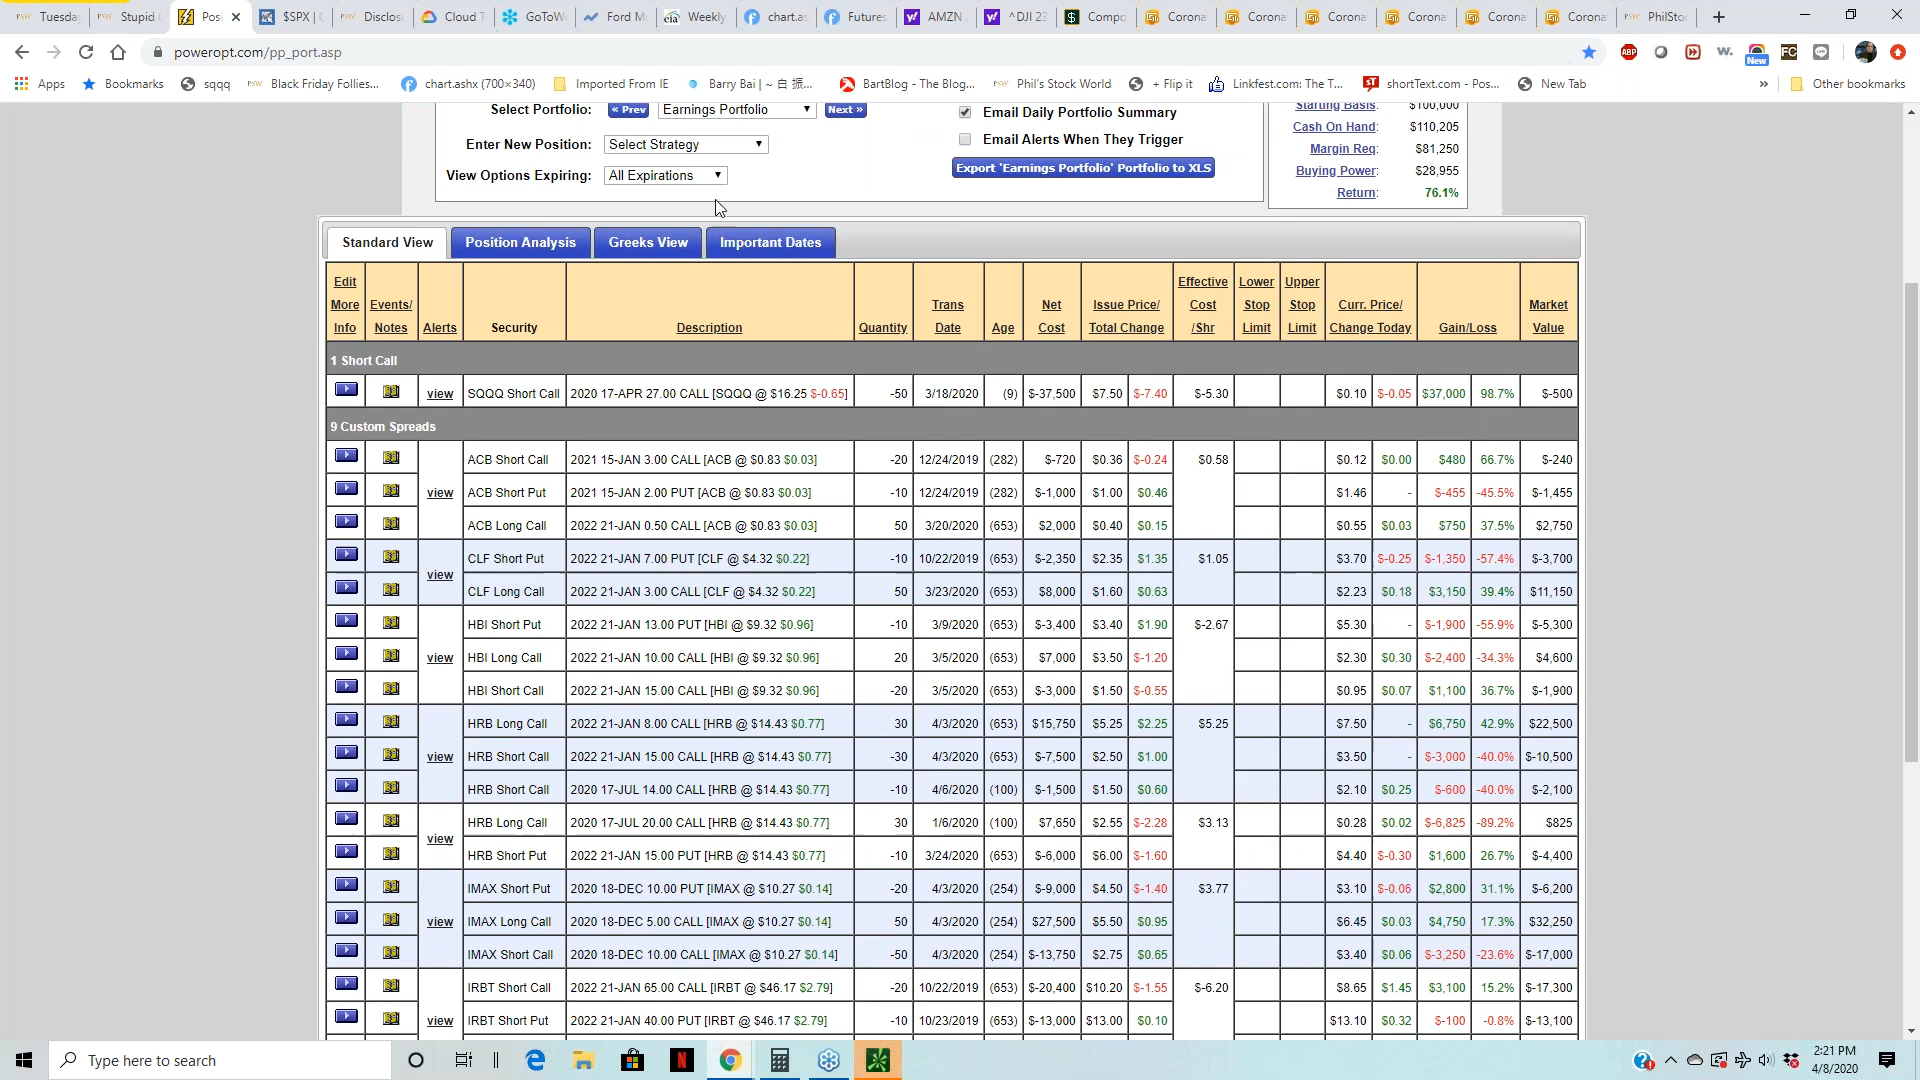 Tuesday
Stupid
Pos
$SPX | 
Disclos
Cloud T
GoToW
Ford M
Weekly
chart.as
Futures
AMZN
^DJI 23
Compo
Corona
Corona
Corona
Corona
Corona
Corona
PhilStoc
poweropt.com/pp_port.asp
Apps
Bookmarks
sqqq
Black Friday Follies...
chart.ashx (700×340)
Imported From IE
Barry Bai | ~ 白 振...
BartBlog - The Blog...
Phil's Stock World
+ Flip it
Linkfest.com: The T...
shortText.com - Pos...
New Tab
Other bookmarks
Select Portfolio: « Prev Earnings Portfolio Next »
Enter New Position: Select Strategy
View Options Expiring: All Expirations
Email Daily Portfolio Summary
Email Alerts When They Trigger
Export 'Earnings Portfolio' Portfolio to XLS
Starting Basis: $100,000
Cash On Hand: $110,205
Margin Req: $81,250
Buying Power: $28,955
Return: 76.1%
Standard View Position Analysis Greeks View Important Dates
Edit More Info Events/ Notes Alerts Security Description Quantity Trans Date Age Net Cost Issue Price/ Total Change Effective Cost /Shr Lower Stop Limit Upper Stop Limit Curr. Price/ Change Today Gain/Loss Market Value
1 Short Call
view SQQQ Short Call 2020 17-APR 27.00 CALL [SQQQ @ $16.25 $-0.65] -50 3/18/2020 (9) $-37,500 $7.50 $-7.40 $-5.30 $0.10 $-0.05 $37,000 98.7% $-500
9 Custom Spreads
ACB Short Call 2021 15-JAN 3.00 CALL [ACB @ $0.83 $0.03] -20 12/24/2019 (282) $-720 $0.36 $-0.24 $0.58 $0.12 $0.00 $480 66.7% $-240
view ACB Short Put 2021 15-JAN 2.00 PUT [ACB @ $0.83 $0.03] -10 12/24/2019 (282) $-1,000 $1.00 $0.46 $1.46 - $-455 -45.5% $-1,455
ACB Long Call 2022 21-JAN 0.50 CALL [ACB @ $0.83 $0.03] 50 3/20/2020 (653) $2,000 $0.40 $0.15 $0.55 $0.03 $750 37.5% $2,750
CLF Short Put 2022 21-JAN 7.00 PUT [CLF @ $4.32 $0.22] -10 10/22/2019 (653) $-2,350 $2.35 $1.35 $1.05 $3.70 $-0.25 $-1,350 -57.4% $-3,700
view
CLF Long Call 2022 21-JAN 3.00 CALL [CLF @ $4.32 $0.22] 50 3/23/2020 (653) $8,000 $1.60 $0.63 $2.23 $0.18 $3,150 39.4% $11,150
HBI Short Put 2022 21-JAN 13.00 PUT [HBI @ $9.32 $0.96] -10 3/9/2020 (653) $-3,400 $3.40 $1.90 $-2.67 $5.30 - $-1,900 -55.9% $-5,300
view HBI Long Call 2022 21-JAN 10.00 CALL [HBI @ $9.32 $0.96] 20 3/5/2020 (653) $7,000 $3.50 $-1.20 $2.30 $0.30 $-2,400 -34.3% $4,600
HBI Short Call 2022 21-JAN 15.00 CALL [HBI @ $9.32 $0.96] -20 3/5/2020 (653) $-3,000 $1.50 $-0.55 $0.95 $0.07 $1,100 36.7% $-1,900
HRB Long Call 2022 21-JAN 8.00 CALL [HRB @ $14.43 $0.77] 30 4/3/2020 (653) $15,750 $5.25 $2.25 $5.25 $7.50 - $6,750 42.9% $22,500
view HRB Short Call 2022 21-JAN 15.00 CALL [HRB @ $14.43 $0.77] -30 4/3/2020 (653) $-7,500 $2.50 $1.00 $3.50 - $-3,000 -40.0% $-10,500
HRB Short Call 2020 17-JUL 14.00 CALL [HRB @ $14.43 $0.77] -10 4/6/2020 (100) $-1,500 $1.50 $0.60 $2.10 $0.25 $-600 -40.0% $-2,100
HRB Long Call 2020 17-JUL 20.00 CALL [HRB @ $14.43 $0.77] 30 1/6/2020 (100) $7,650 $2.55 $-2.28 $3.13 $0.28 $0.02 $-6,825 -89.2% $825
view
HRB Short Put 2022 21-JAN 15.00 PUT [HRB @ $14.43 $0.77] -10 3/24/2020 (653) $-6,000 $6.00 $-1.60 $4.40 $-0.30 $1,600 26.7% $-4,400
IMAX Short Put 2020 18-DEC 10.00 PUT [IMAX @ $10.27 $0.14] -20 4/3/2020 (254) $-9,000 $4.50 $-1.40 $3.77 $3.10 $-0.06 $2,800 31.1% $-6,200
view IMAX Long Call 2020 18-DEC 5.00 CALL [IMAX @ $10.27 $0.14] 50 4/3/2020 (254) $27,500 $5.50 $0.95 $6.45 $0.03 $4,750 17.3% $32,250
IMAX Short Call 2020 18-DEC 10.00 CALL [IMAX @ $10.27 $0.14] -50 4/3/2020 (254) $-13,750 $2.75 $0.65 $3.40 $0.06 $-3,250 -23.6% $-17,000
IRBT Short Call 2022 21-JAN 65.00 CALL [IRBT @ $46.17 $2.79] -20 10/22/2019 (653) $-20,400 $10.20 $-1.55 $-6.20 $8.65 $1.45 $3,100 15.2% $-17,300
view IRBT Short Put 2022 21-JAN 40.00 PUT [IRBT @ $46.17 $2.79] -10 10/23/2019 (653) $-13,000 $13.00 $0.10 $13.10 $0.32 $-100 -0.8% $-13,100
Type here to search
2:21 PM
4/8/2020